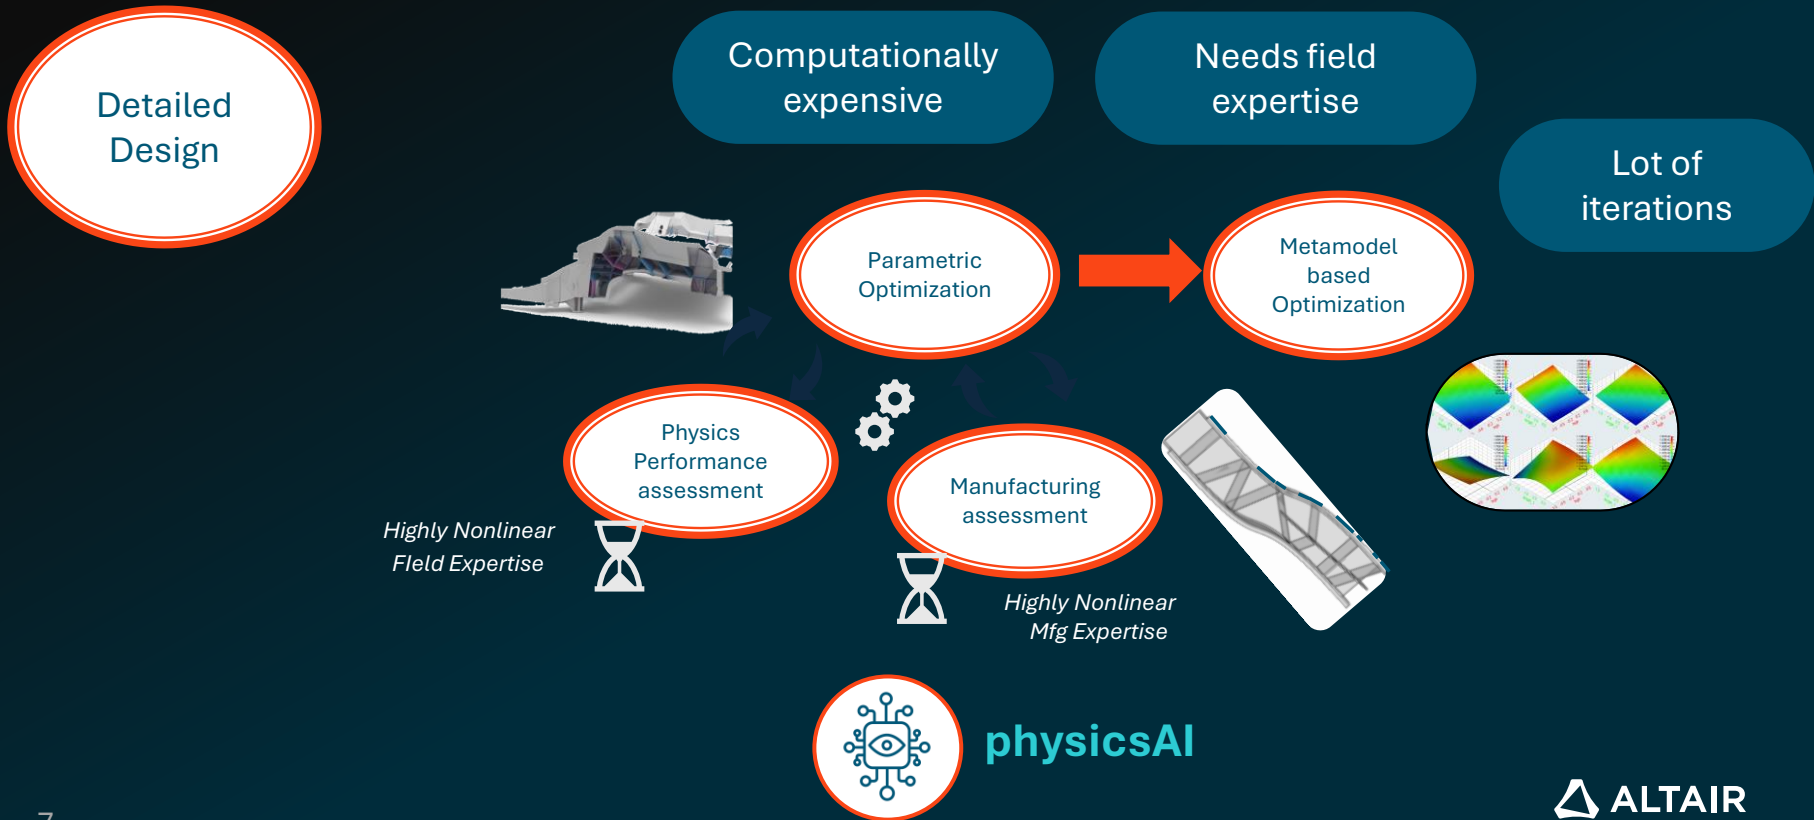 Detailed
Design
Computationally
expensive
Needs field
expertise
Lot of
iterations
Parametric
Optimization
Metamodel
based
Optimization
Physics
Performance
assessment
Manufacturing
assessment
Highly Nonlinear
FIeld Expertise
Highly Nonlinear
Mfg Expertise
physicsAI
7
ALTAIR